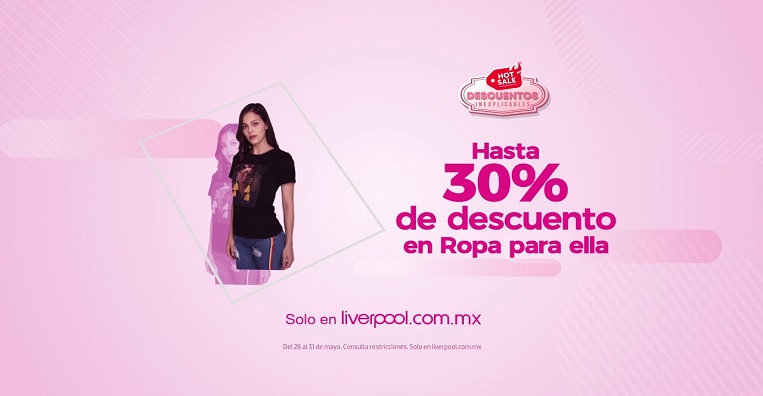 HOT
SALE
DESCUENTOS
INEXPLICABLES
Hasta
30%
de descuento
en Ropa para ella
Solo en liverpool.com.mx
Del 26 al 31 de mayo. Consulta restricciones. Solo en liverpool.com.mx